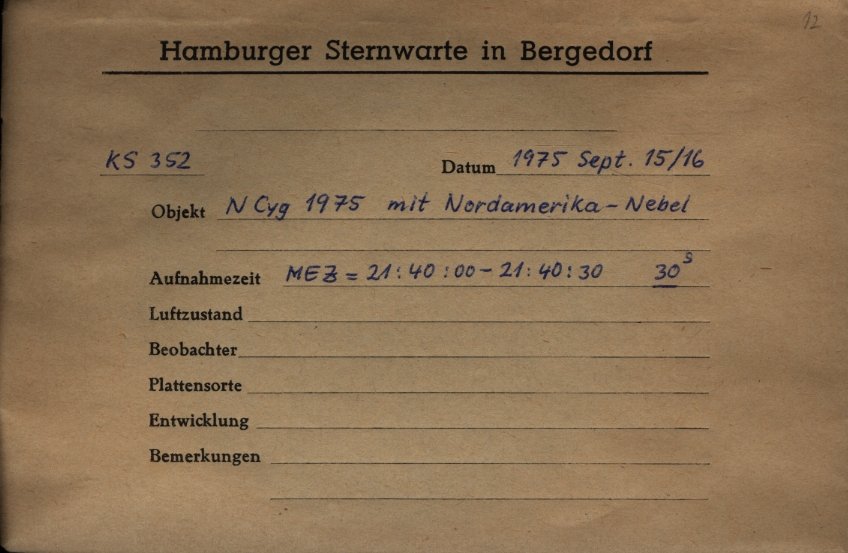 12
Hamburger Sternwarte in Bergedorf
KS 352 Datum 1975 Sept. 15/16
Objekt N Cyg 1975 mit Nordamerika-Nebel
Aufnahmezeit MEZ = 21:40:00 - 21:40:30 30s
Luftzustand
Beobachter
Plattensorte
Entwicklung
Bemerkungen